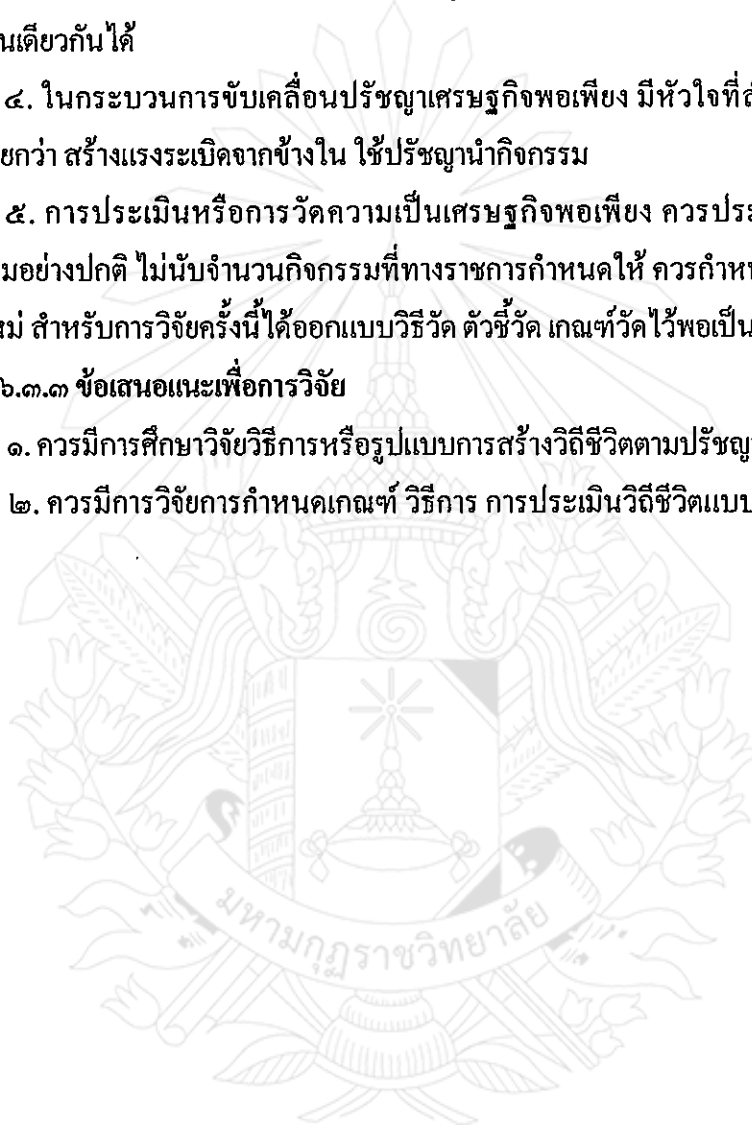 นเดียวกันได้
๔. ในกระบวนการขับเคลื่อนปรัชญาเศรษฐกิจพอเพียง มีหัวใจที่
ยกว่า สร้างแรงระเบิดจากข้างใน ใช้ปรัชญานำกิจกรรม
๕. การประเมินหรือการวัดความเป็นเศรษฐกิจพอเพียง ควรประ
มอย่างปกติ ไม่นับจำนวนกิจกรรมที่ทางราชการกำหนดให้ ควรกำห
หม่ สำหรับการวิจัยครั้งนี้ได้ออกแบบวิธีวัด ตัวชี้วัด เกณฑ์วัดไว้พอเป็น
๖.๓.๓ ข้อเสนอแนะเพื่อการวิจัย
๑. ควรมีการศึกษาวิจัยวิธีการหรือรูปแบบการสร้างวิถีชีวิตตามปรัชญ
๒. ควรมีการวิจัยการกำหนดเกณฑ์ วิธีการ การประเมินวิถีชีวิตแบบ
มหามกุฏราชวิทยาลัย